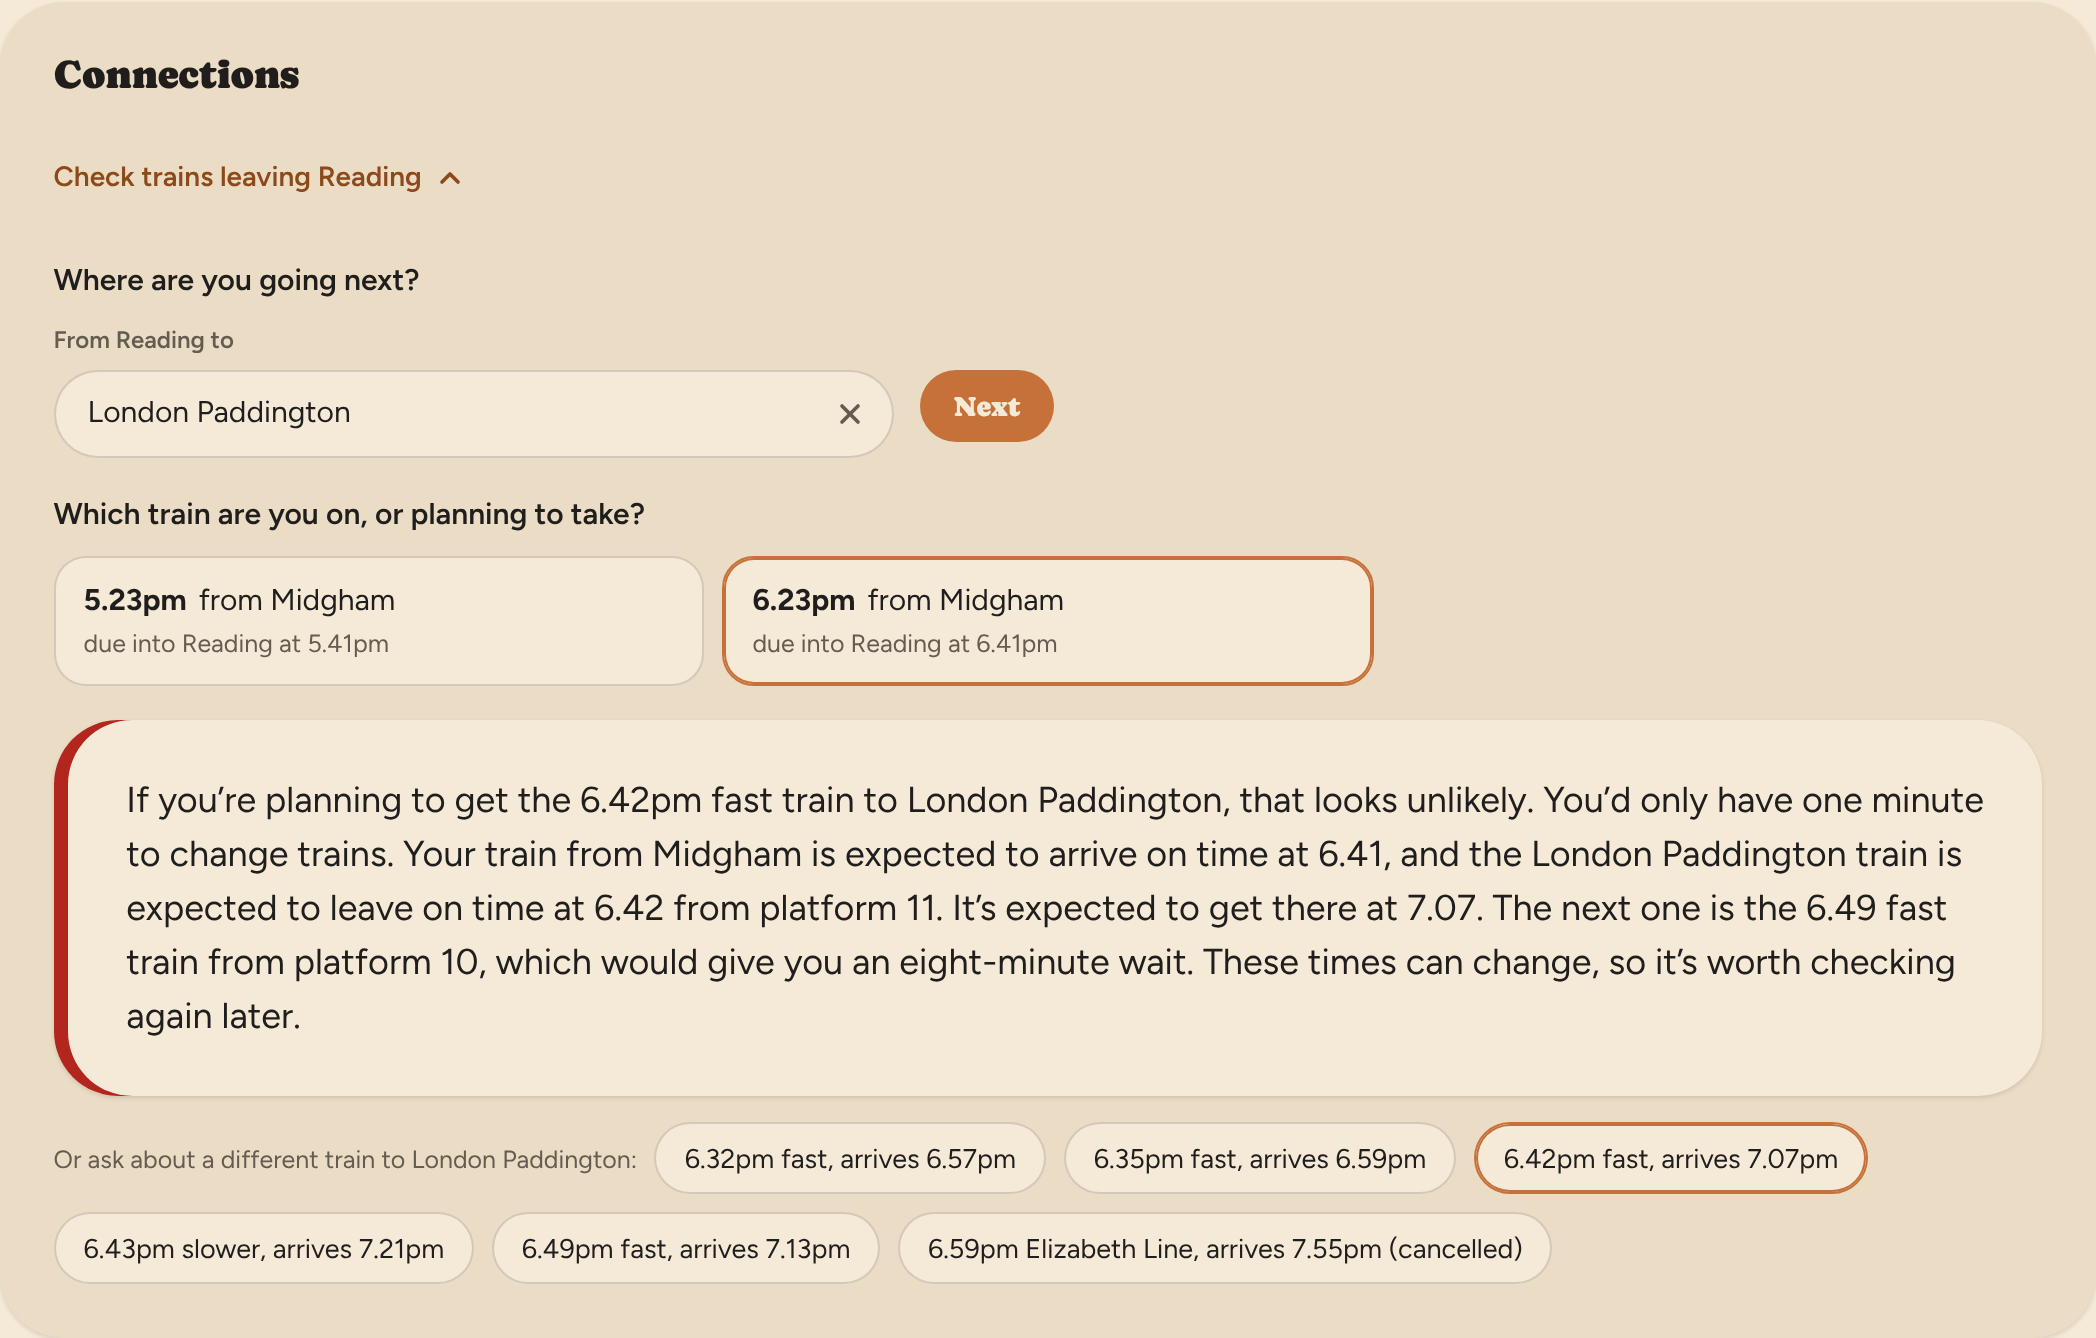 Connections
Check trains leaving Reading
Where are you going next?
From Reading to
London Paddington
Next
Which train are you on, or planning to take?
5.23pm from Midgham
due into Reading at 5.41pm
6.23pm from Midgham
due into Reading at 6.41pm
If you’re planning to get the 6.42pm fast train to London Paddington, that looks unlikely. You’d only have one minute
to change trains. Your train from Midgham is expected to arrive on time at 6.41, and the London Paddington train is
expected to leave on time at 6.42 from platform 11. It’s expected to get there at 7.07. The next one is the 6.49 fast
train from platform 10, which would give you an eight-minute wait. These times can change, so it’s worth checking
again later.
Or ask about a different train to London Paddington: 6.32pm fast, arrives 6.57pm 6.35pm fast, arrives 6.59pm 6.42pm fast, arrives 7.07pm
6.43pm slower, arrives 7.21pm 6.49pm fast, arrives 7.13pm 6.59pm Elizabeth Line, arrives 7.55pm (cancelled)